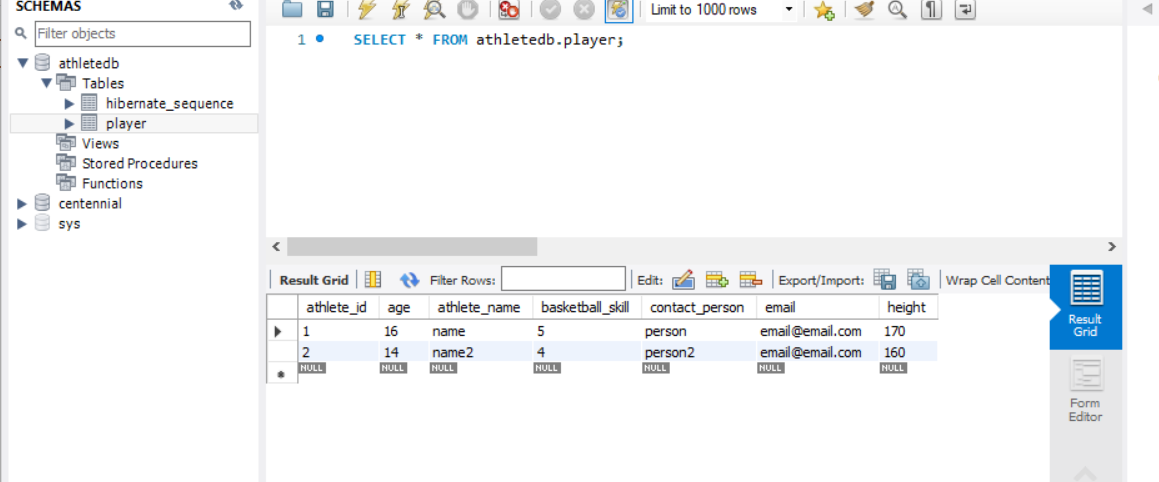 SCHEMAS
Filter objects
athletedb
Tables
hibernate_sequence
player
Views
Stored Procedures
Functions
centennial
sys
Limit to 1000 rows
1 SELECT * FROM athletedb.player;
Result Grid Filter Rows: Edit: Export/Import: Wrap Cell Content
athlete_id age athlete_name basketball_skill contact_person email height
1 16 name 5 person email@email.com 170
2 14 name2 4 person2 email@email.com 160
NULL NULL NULL NULL NULL NULL NULL
Result
Grid
Form
Editor